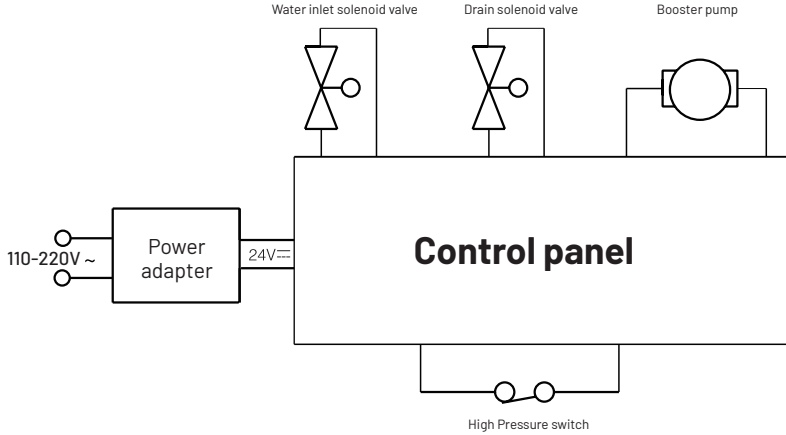 Water inlet solenoid valve
Drain solenoid valve
Booster pump
110-220V ~
Power
adapter
24V⎓
Control panel
High Pressure switch